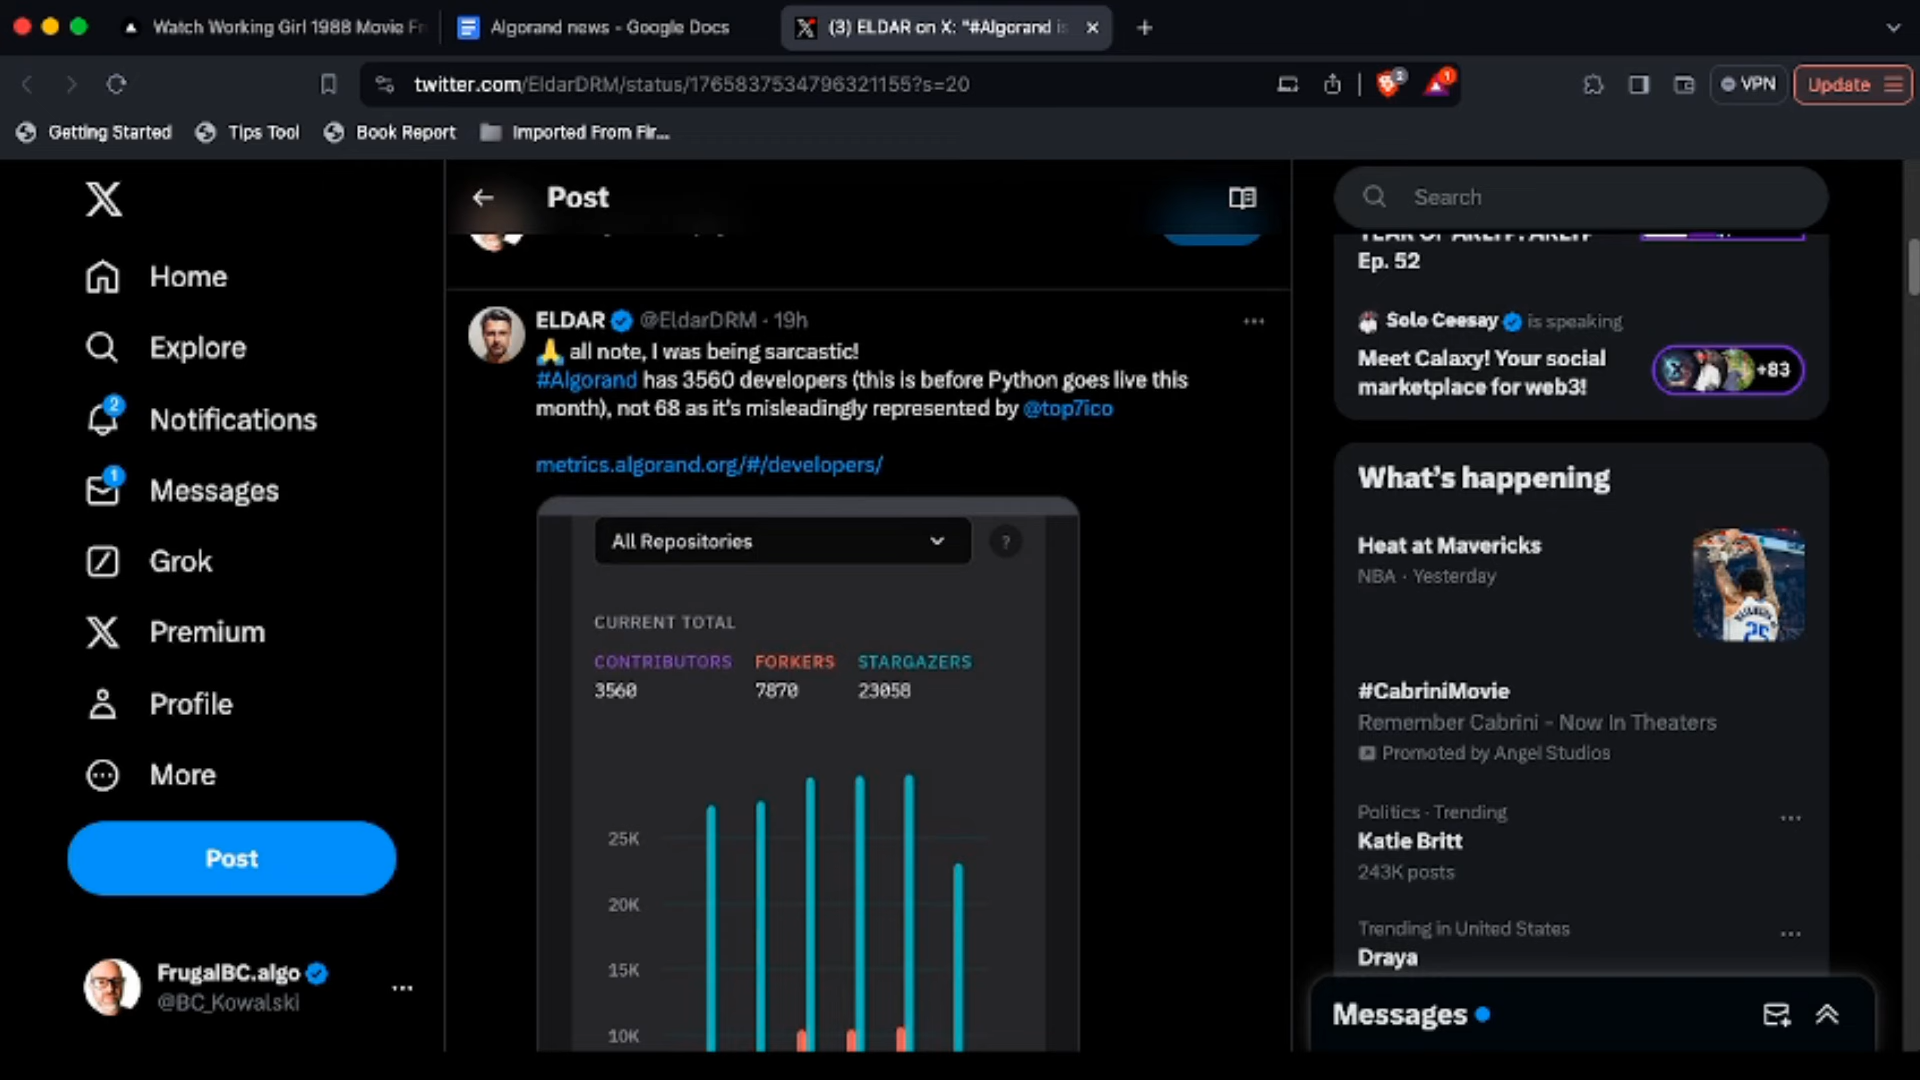 Watch Working Girl 1988 Movie Fr
Algorand news - Google Docs
(3) ELDAR on X: "#Algorand is
twitter.com/EldarDRM/status/1765837534796321155?s=20
2
1
VPN
Update
Getting Started
Tips Tool
Book Report
Imported From Fir...
Home
Explore
2
Notifications
1
Messages
Grok
Premium
Profile
More
Post
FrugalBC.algo
@BC_Kowalski
Post
ELDAR @EldarDRM · 19h
all note, I was being sarcastic!
#Algorand has 3560 developers (this is before Python goes live this
month), not 68 as it's misleadingly represented by @top7ico
metrics.algorand.org/#/developers/
All Repositories
?
CURRENT TOTAL
CONTRIBUTORS FORKERS STARGAZERS
3560 7870 23058
25K
20K
15K
10K
Search
Ep. 52
Solo Ceesay is speaking
Meet Calaxy! Your social
marketplace for web3!
+83
What's happening
Heat at Mavericks
NBA · Yesterday
25
#CabriniMovie
Remember Cabrini - Now In Theaters
Promoted by Angel Studios
Politics · Trending
Katie Britt
243K posts
Trending in United States
Draya
Messages